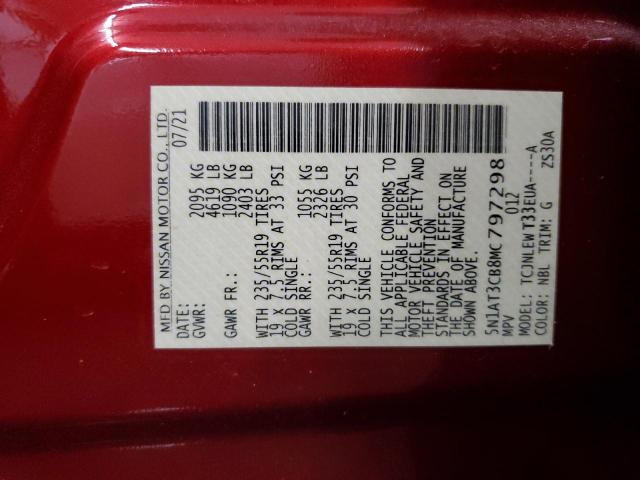 MFD BY NISSAN MOTOR CO., LTD.
DATE: 07/21
GVWR: 2095 KG
4619 LB
GAWR FR.: 1090 KG
2403 LB
WITH 235/55R19 TIRES
19 X 7.5 RIMS AT 33 PSI
COLD SINGLE
GAWR RR.: 1055 KG
2326 LB
WITH 235/55R19 TIRES
19 X 7.5 RIMS AT 30 PSI
COLD SINGLE
THIS VEHICLE CONFORMS TO
ALL APPLICABLE FEDERAL
MOTOR VEHICLE SAFETY AND
THEFT PREVENTION
STANDARDS IN EFFECT ON
THE DATE OF MANUFACTURE
SHOWN ABOVE.
5N1AT3CB8MC797298
MPV 012
MODEL: TCJNLEWT33EUA----A
COLOR: NBL TRIM: G ZS30A